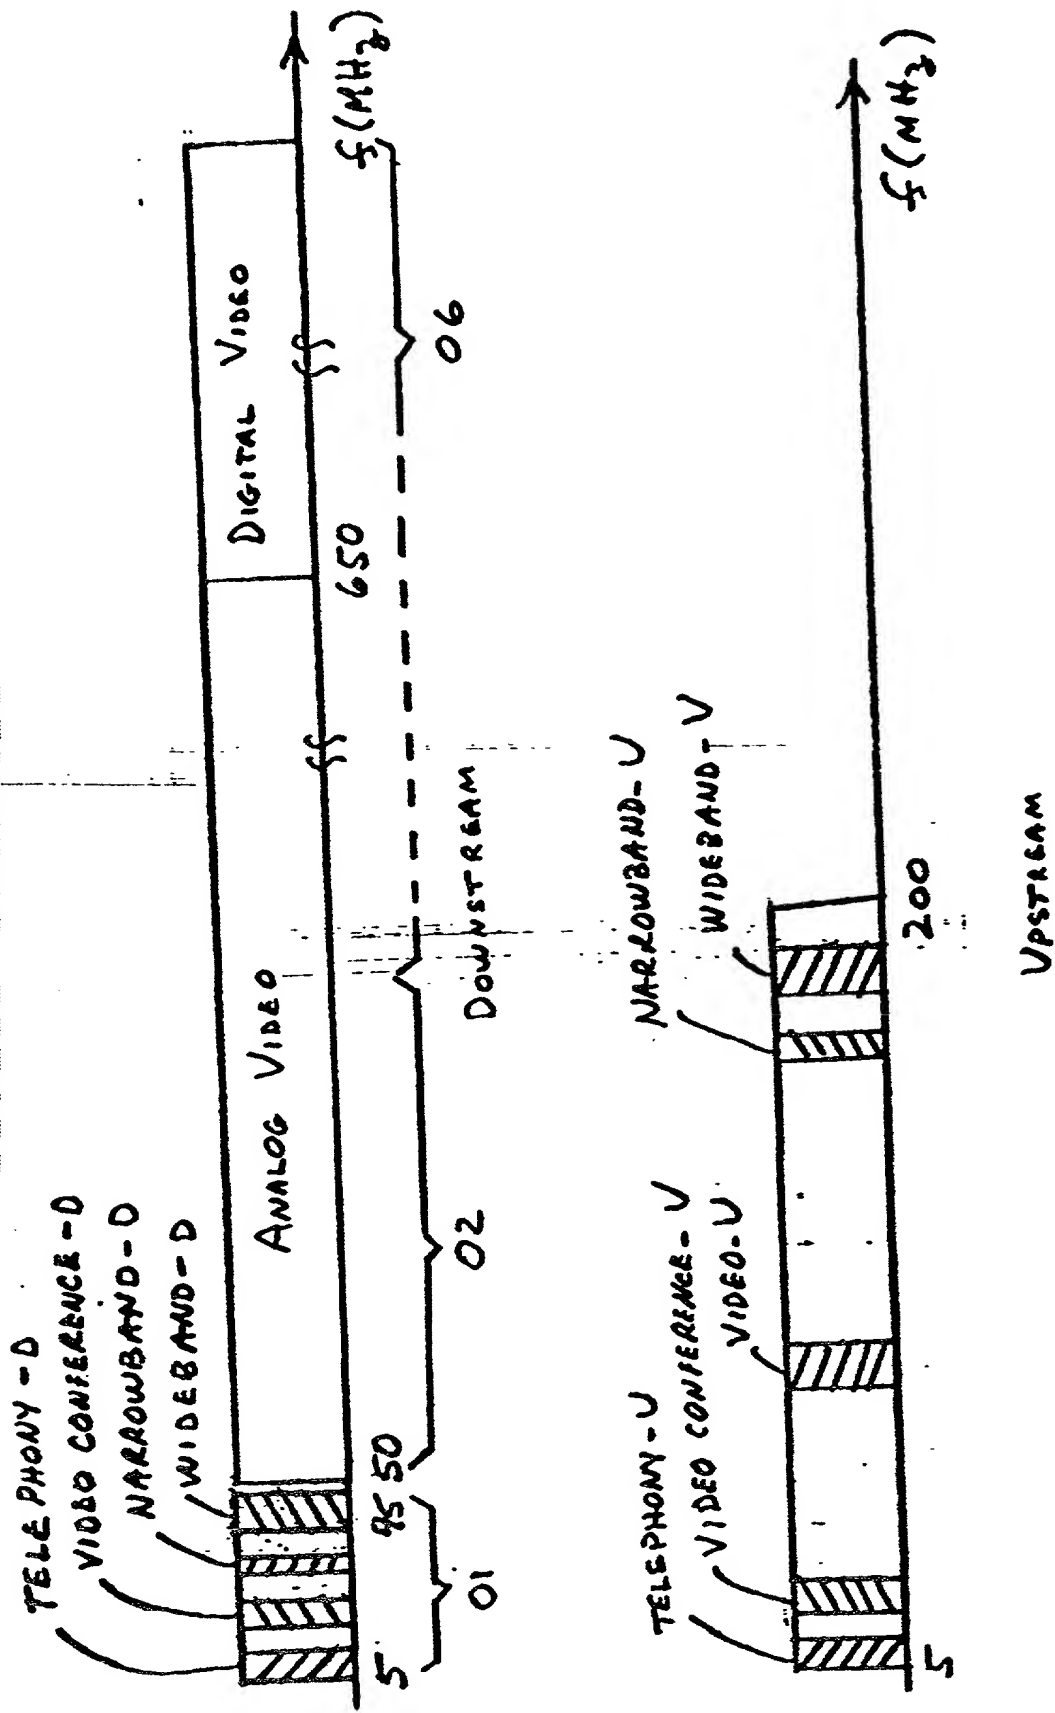 TELEPHONY-D
VIDEO CONFERENCE-D
NARROWBAND-D
WIDEBAND-D
ANALOG VIDEO
DIGITAL VIDEO
5
45
50
650
f(MHz)
01
02
06
DOWNSTREAM
TELEPHONY-U
VIDEO CONFERENCE-U
VIDEO-U
NARROWBAND-U
WIDEBAND-U
5
200
f(MHz)
UPSTREAM